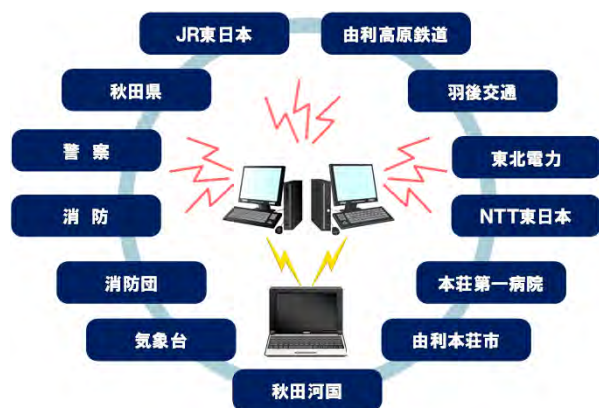 JR東日本
由利高原鉄道
秋田県
羽後交通
警察
東北電力
消防
NTT東日本
消防団
本荘第一病院
気象台
由利本荘市
秋田河国